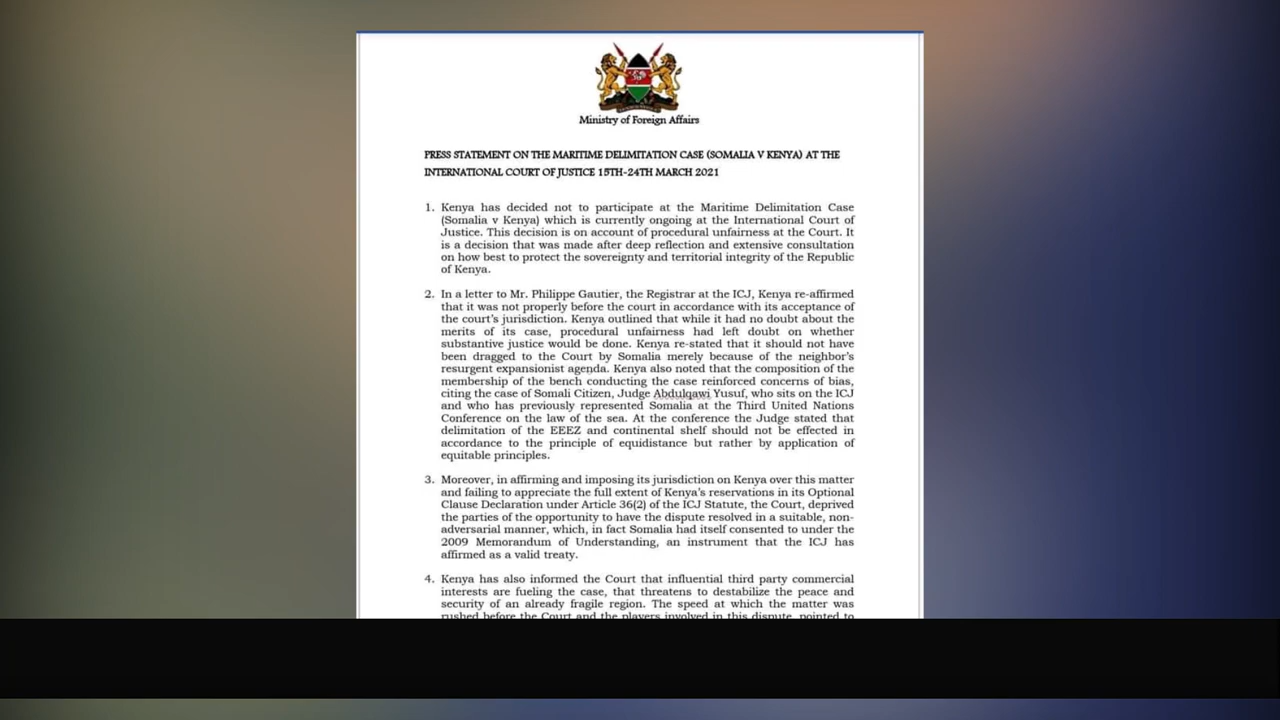 Ministry of Foreign Affairs
PRESS STATEMENT ON THE MARITIME DELIMITATION CASE (SOMALIA V KENYA) AT THE
INTERNATIONAL COURT OF JUSTICE 15TH-24TH MARCH 2021
1. Kenya has decided not to participate at the Maritime Delimitation Case
(Somalia v Kenya) which is currently ongoing at the International Court of
Justice. This decision is on account of procedural unfairness at the Court. It
is a decision that was made after deep reflection and extensive consultation
on how best to protect the sovereignty and territorial integrity of the Republic
of Kenya.
2. In a letter to Mr. Philippe Gautier, the Registrar at the ICJ, Kenya re-affirmed
that it was not properly before the court in accordance with its acceptance of
the court's jurisdiction. Kenya outlined that while it had no doubt about the
merits of its case, procedural unfairness had left doubt on whether
substantive justice would be done. Kenya re-stated that it should not have
been dragged to the Court by Somalia merely because of the neighbor's
resurgent expansionist agenda. Kenya also noted that the composition of the
membership of the bench conducting the case reinforced concerns of bias,
citing the case of Somali Citizen, Judge Abdulqawi Yusuf, who sits on the ICJ
and who has previously represented Somalia at the Third United Nations
Conference on the law of the sea. At the conference the Judge stated that
delimitation of the EEEZ and continental shelf should not be effected in
accordance to the principle of equidistance but rather by application of
equitable principles.
3. Moreover, in affirming and imposing its jurisdiction on Kenya over this matter
and failing to appreciate the full extent of Kenya's reservations in its Optional
Clause Declaration under Article 36(2) of the ICJ Statute, the Court, deprived
the parties of the opportunity to have the dispute resolved in a suitable, non-
adversarial manner, which, in fact Somalia had itself consented to under the
2009 Memorandum of Understanding, an instrument that the ICJ has
affirmed as a valid treaty.
4. Kenya has also informed the Court that influential third party commercial
interests are fueling the case, that threatens to destabilize the peace and
security of an already fragile region. The speed at which the matter was
rushed before the Court and the players involved in this dispute, pointed to